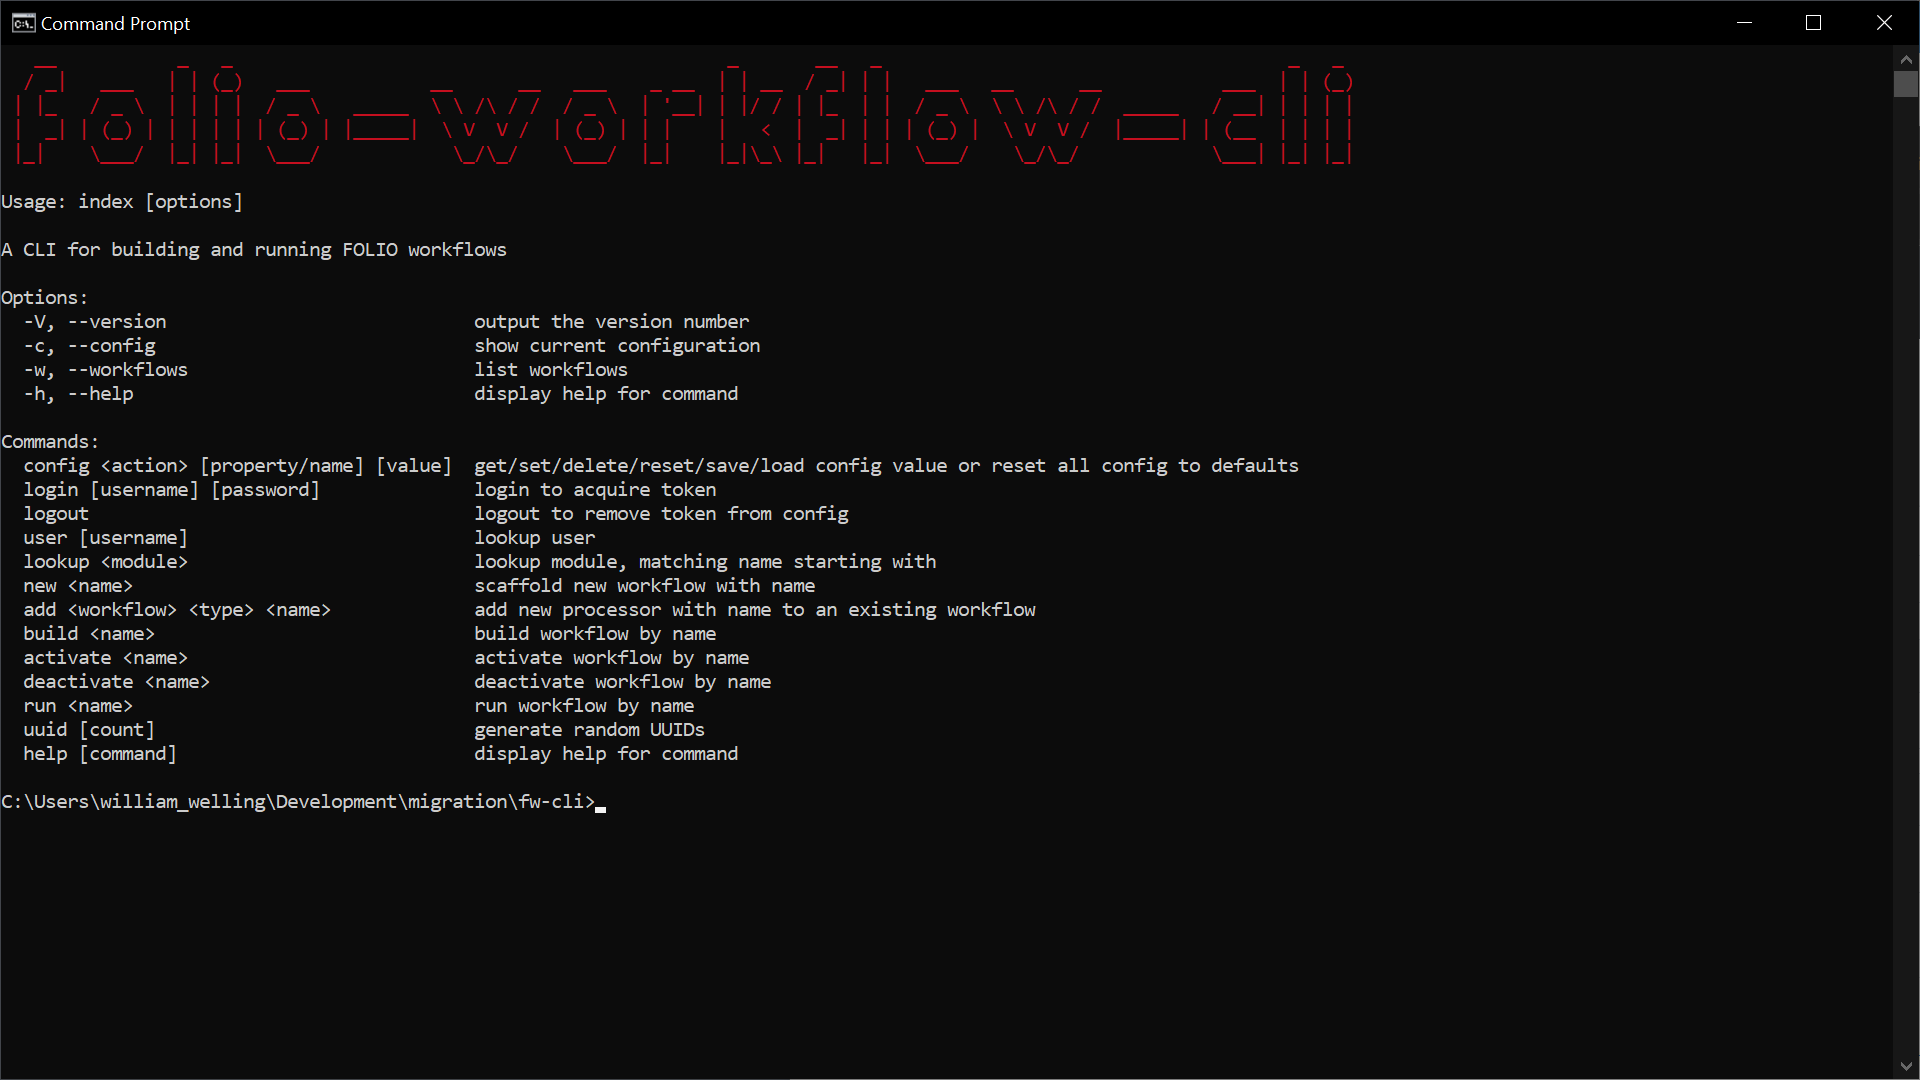 Command Prompt
folio-workflow-cli
Usage: index [options]
A CLI for building and running FOLIO workflows
Options:
-V, --version output the version number
-c, --config show current configuration
-w, --workflows list workflows
-h, --help display help for command
Commands:
config <action> [property/name] [value] get/set/delete/reset/save/load config value or reset all config to defaults
login [username] [password] login to acquire token
logout logout to remove token from config
user [username] lookup user
lookup <module> lookup module, matching name starting with
new <name> scaffold new workflow with name
add <workflow> <type> <name> add new processor with name to an existing workflow
build <name> build workflow by name
activate <name> activate workflow by name
deactivate <name> deactivate workflow by name
run <name> run workflow by name
uuid [count] generate random UUIDs
help [command] display help for command
C:\Users\william_welling\Development\migration\fw-cli>